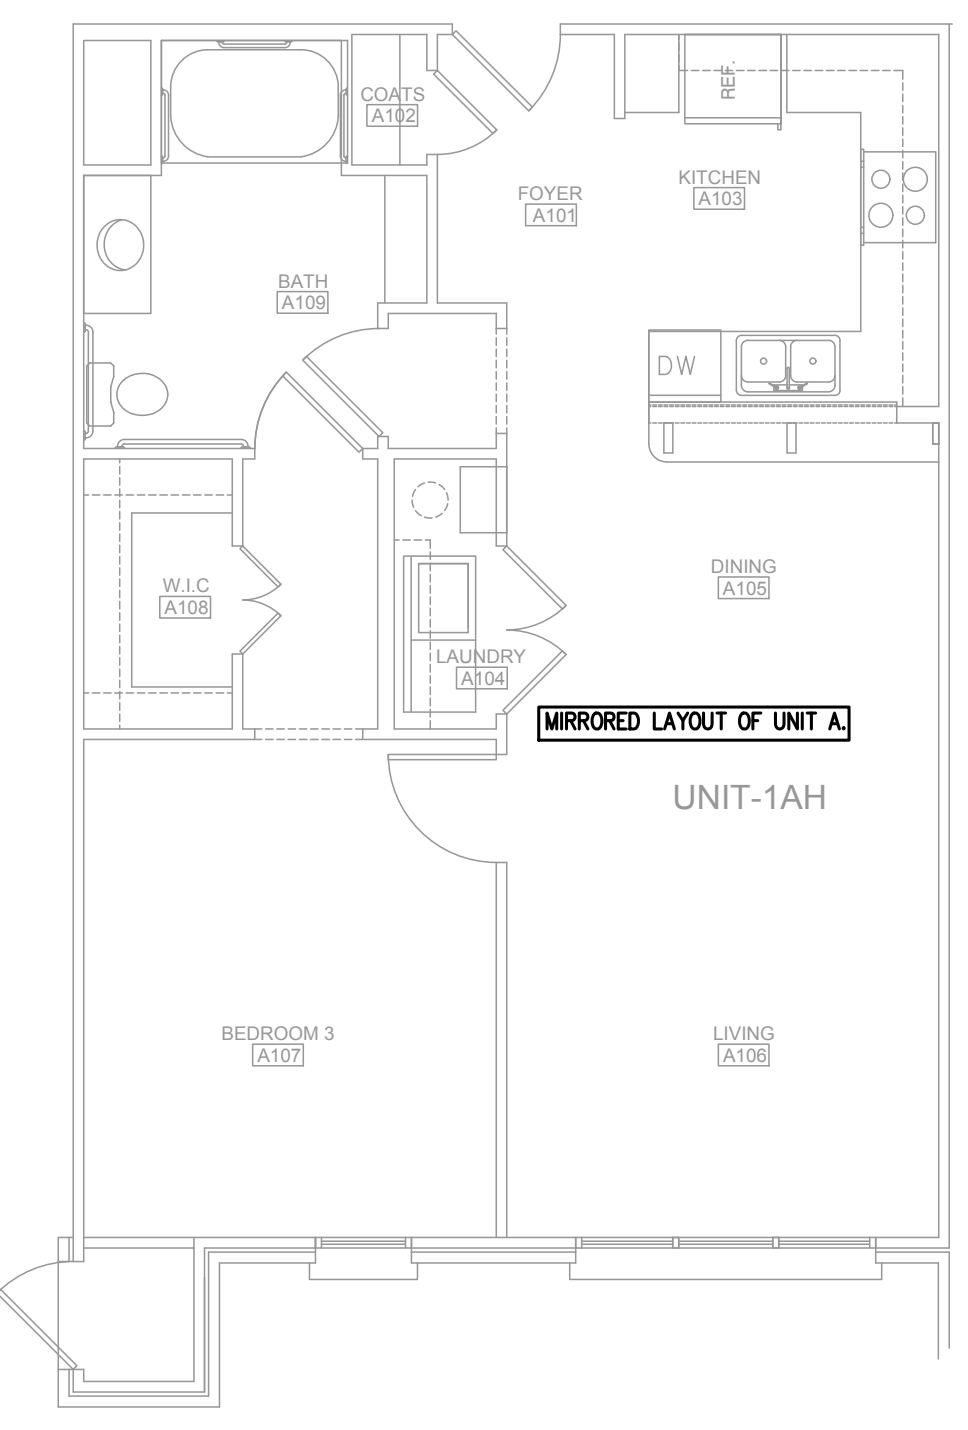 COATS
A102
REF.
KITCHEN
A103
FOYER
A101
BATH
A109
DW
DINING
A105
W.I.C
A108
LAUNDRY
A104
MIRRORED LAYOUT OF UNIT A.
UNIT-1AH
BEDROOM 3
A107
LIVING
A106